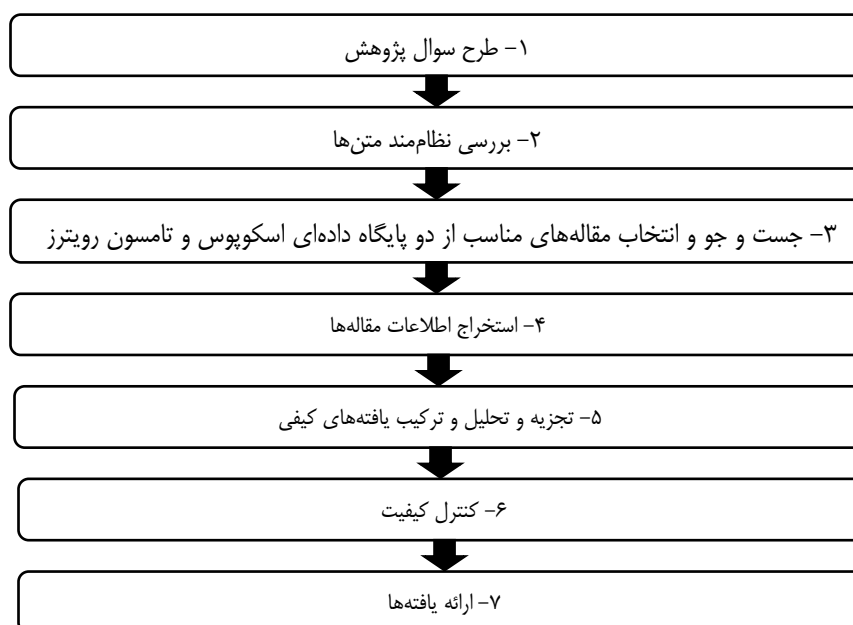 ۱- طرح سوال پژوهش
۲- بررسی نظام‌مند متن‌ها
۳- جست و جو و انتخاب مقاله‌های مناسب از دو پایگاه داده‌ای اسکوپوس و تامسون رویترز
۴- استخراج اطلاعات مقاله‌ها
۵- تجزیه و تحلیل و ترکیب یافته‌های کیفی
۶- کنترل کیفیت
۷- ارائه یافته‌ها